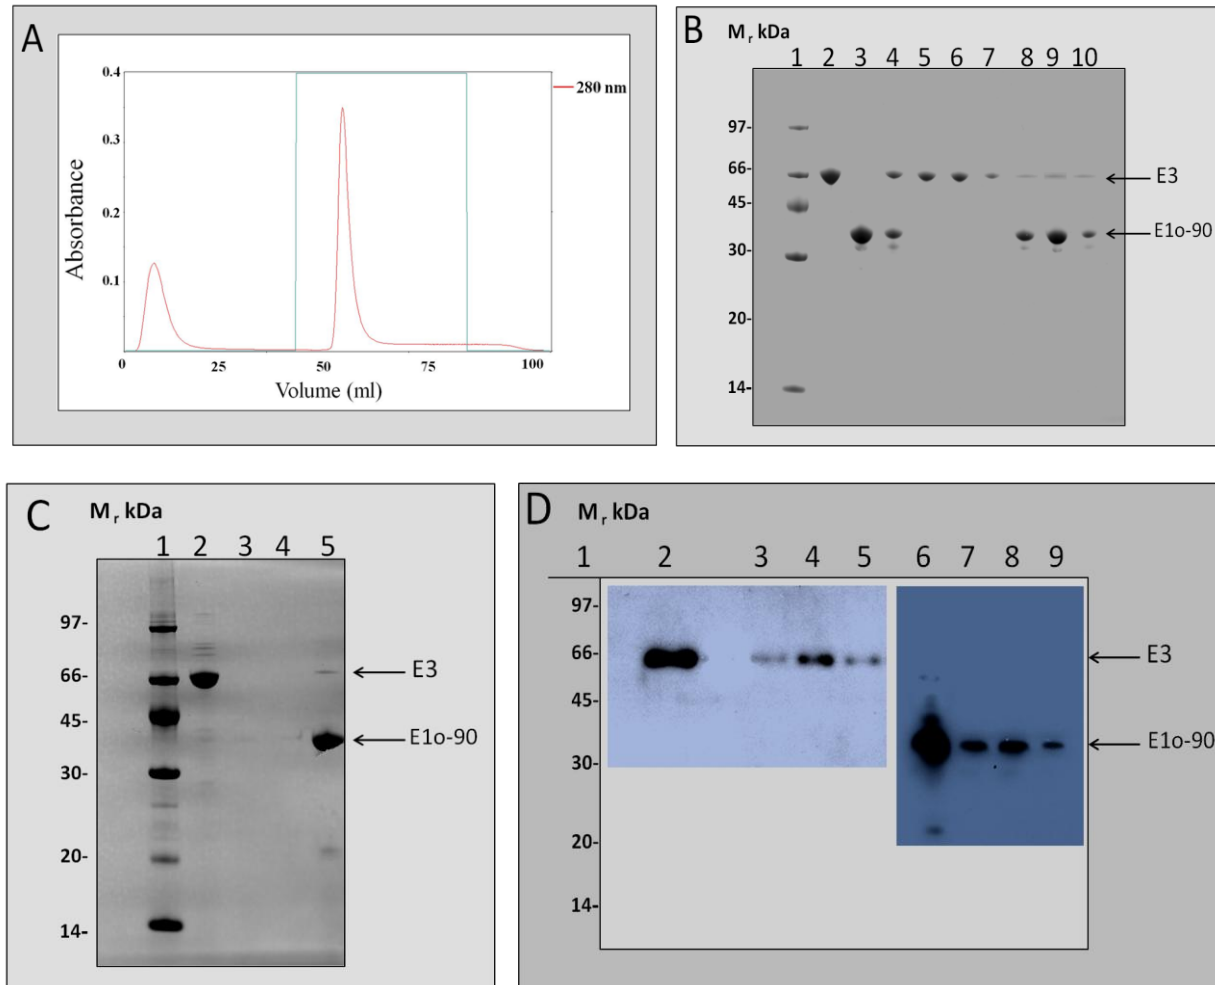 A
0.4
0.3
0.2
0.1
Absorbance
0 25 50 75 100
Volume (ml)
280 nm
B
M r kDa
1 2 3 4 5 6 7 8 9 10
97-
66-
45-
30-
20-
14-
E3
E1o-90
C
M r kDa
1 2 3 4 5
97-
66-
45-
30-
20-
14-
E3
E1o-90
D
M r kDa
1 2 3 4 5 6 7 8 9
97-
66-
45-
30-
20-
14-
E3
E1o-90